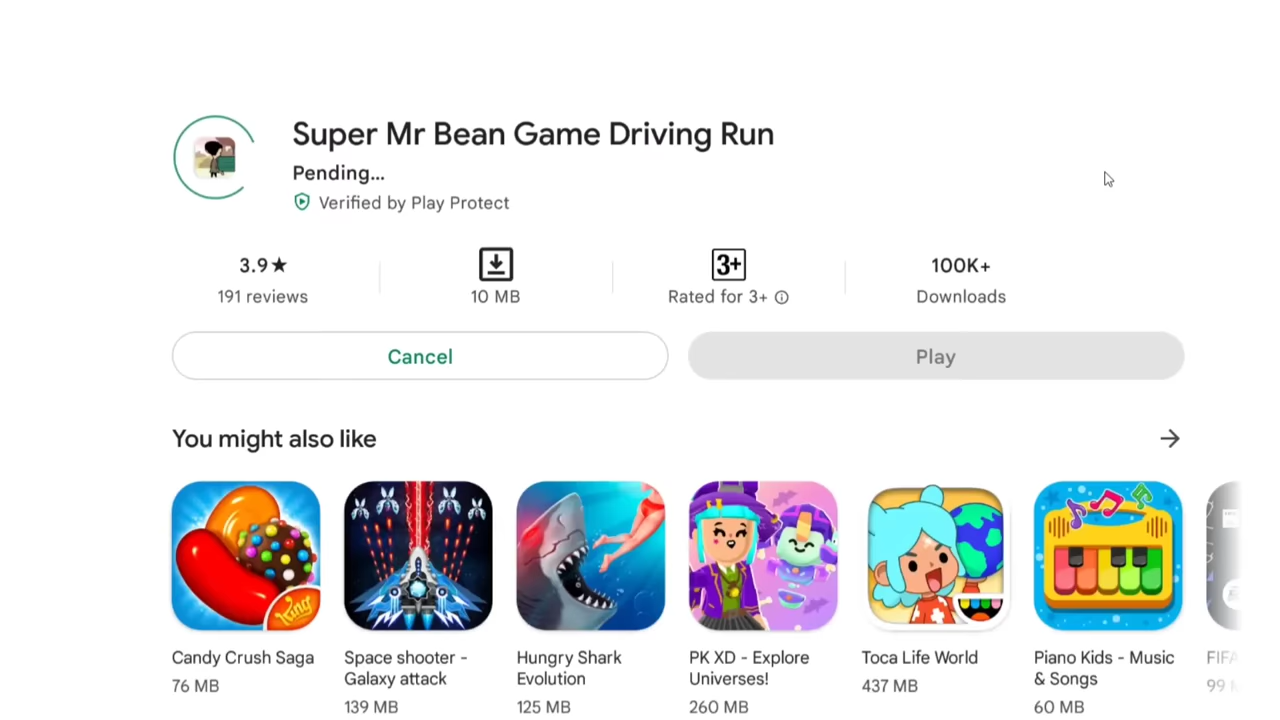 Super Mr Bean Game Driving Run
Pending...
Verified by Play Protect
3.9★
191 reviews
10 MB
3+
Rated for 3+
100K+
Downloads
Cancel
Play
You might also like
King
Candy Crush Saga
76 MB
Space shooter -
Galaxy attack
139 MB
Hungry Shark
Evolution
125 MB
PK XD - Explore
Universes!
260 MB
Toca Life World
437 MB
Piano Kids - Music
& Songs
60 MB
FIFA
99 M